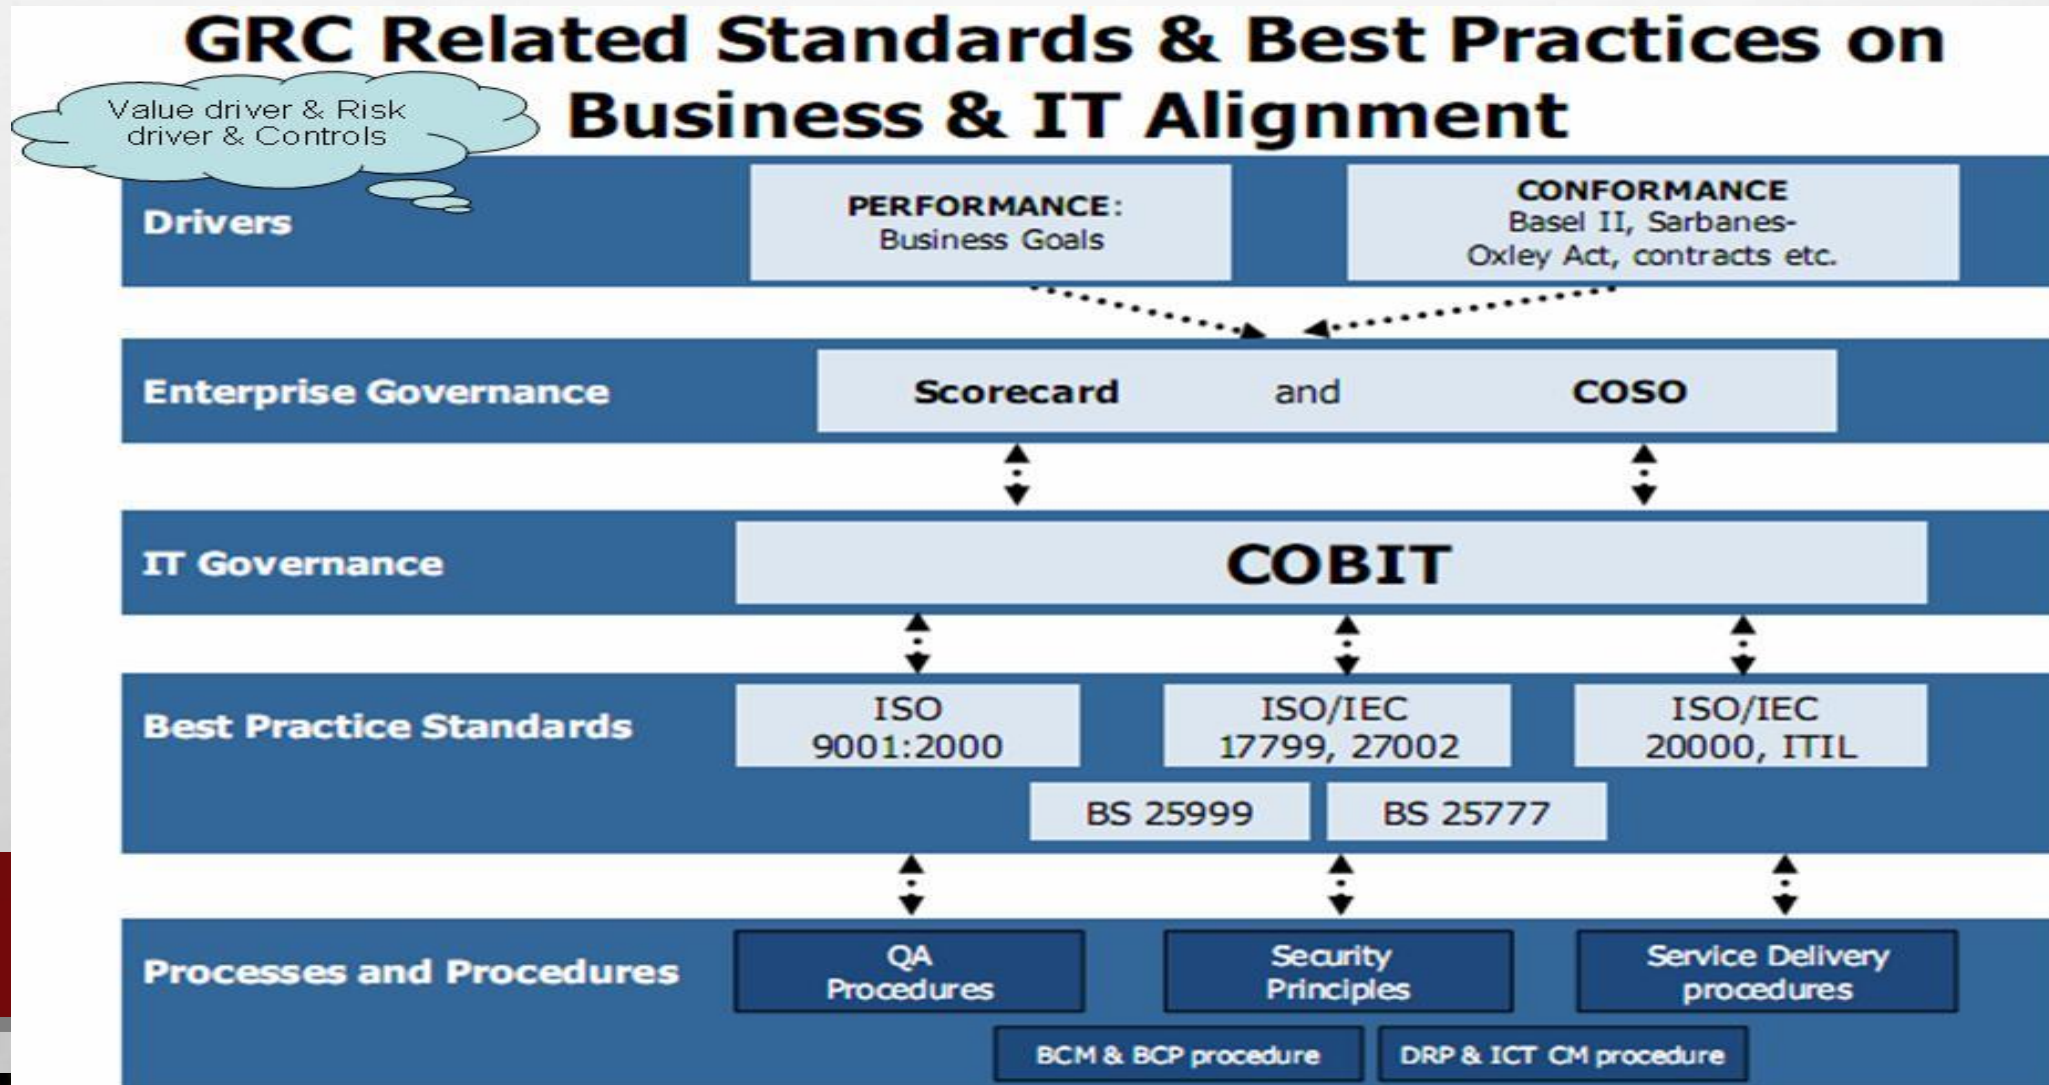 GRC Related Standards & Best Practices on
Business & IT Alignment
Value driver & Risk
driver & Controls
Drivers
PERFORMANCE:
Business Goals
CONFORMANCE
Basel II, Sarbanes-
Oxley Act, contracts etc.
Enterprise Governance
Scorecard and COSO
IT Governance
COBIT
Best Practice Standards
ISO
9001:2000
ISO/IEC
17799, 27002
ISO/IEC
20000, ITIL
BS 25999
BS 25777
Processes and Procedures
QA
Procedures
Security
Principles
Service Delivery
procedures
BCM & BCP procedure
DRP & ICT CM procedure